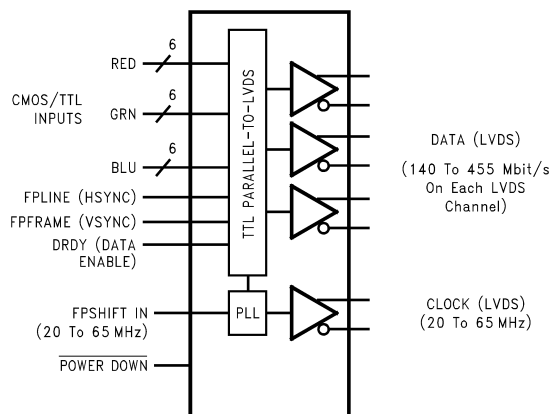 6
RED
6
CMOS/TTL
INPUTS
GRN
6
BLU
FPLINE (HSYNC)
FPFRAME (VSYNC)
DRDY (DATA
ENABLE)
FPSHIFT IN
(20 To 65 MHz)
POWER DOWN
TTL PARALLEL-TO-LVDS
PLL
DATA (LVDS)
(140 To 455 Mbit/s
On Each LVDS
Channel)
CLOCK (LVDS)
(20 To 65 MHz)